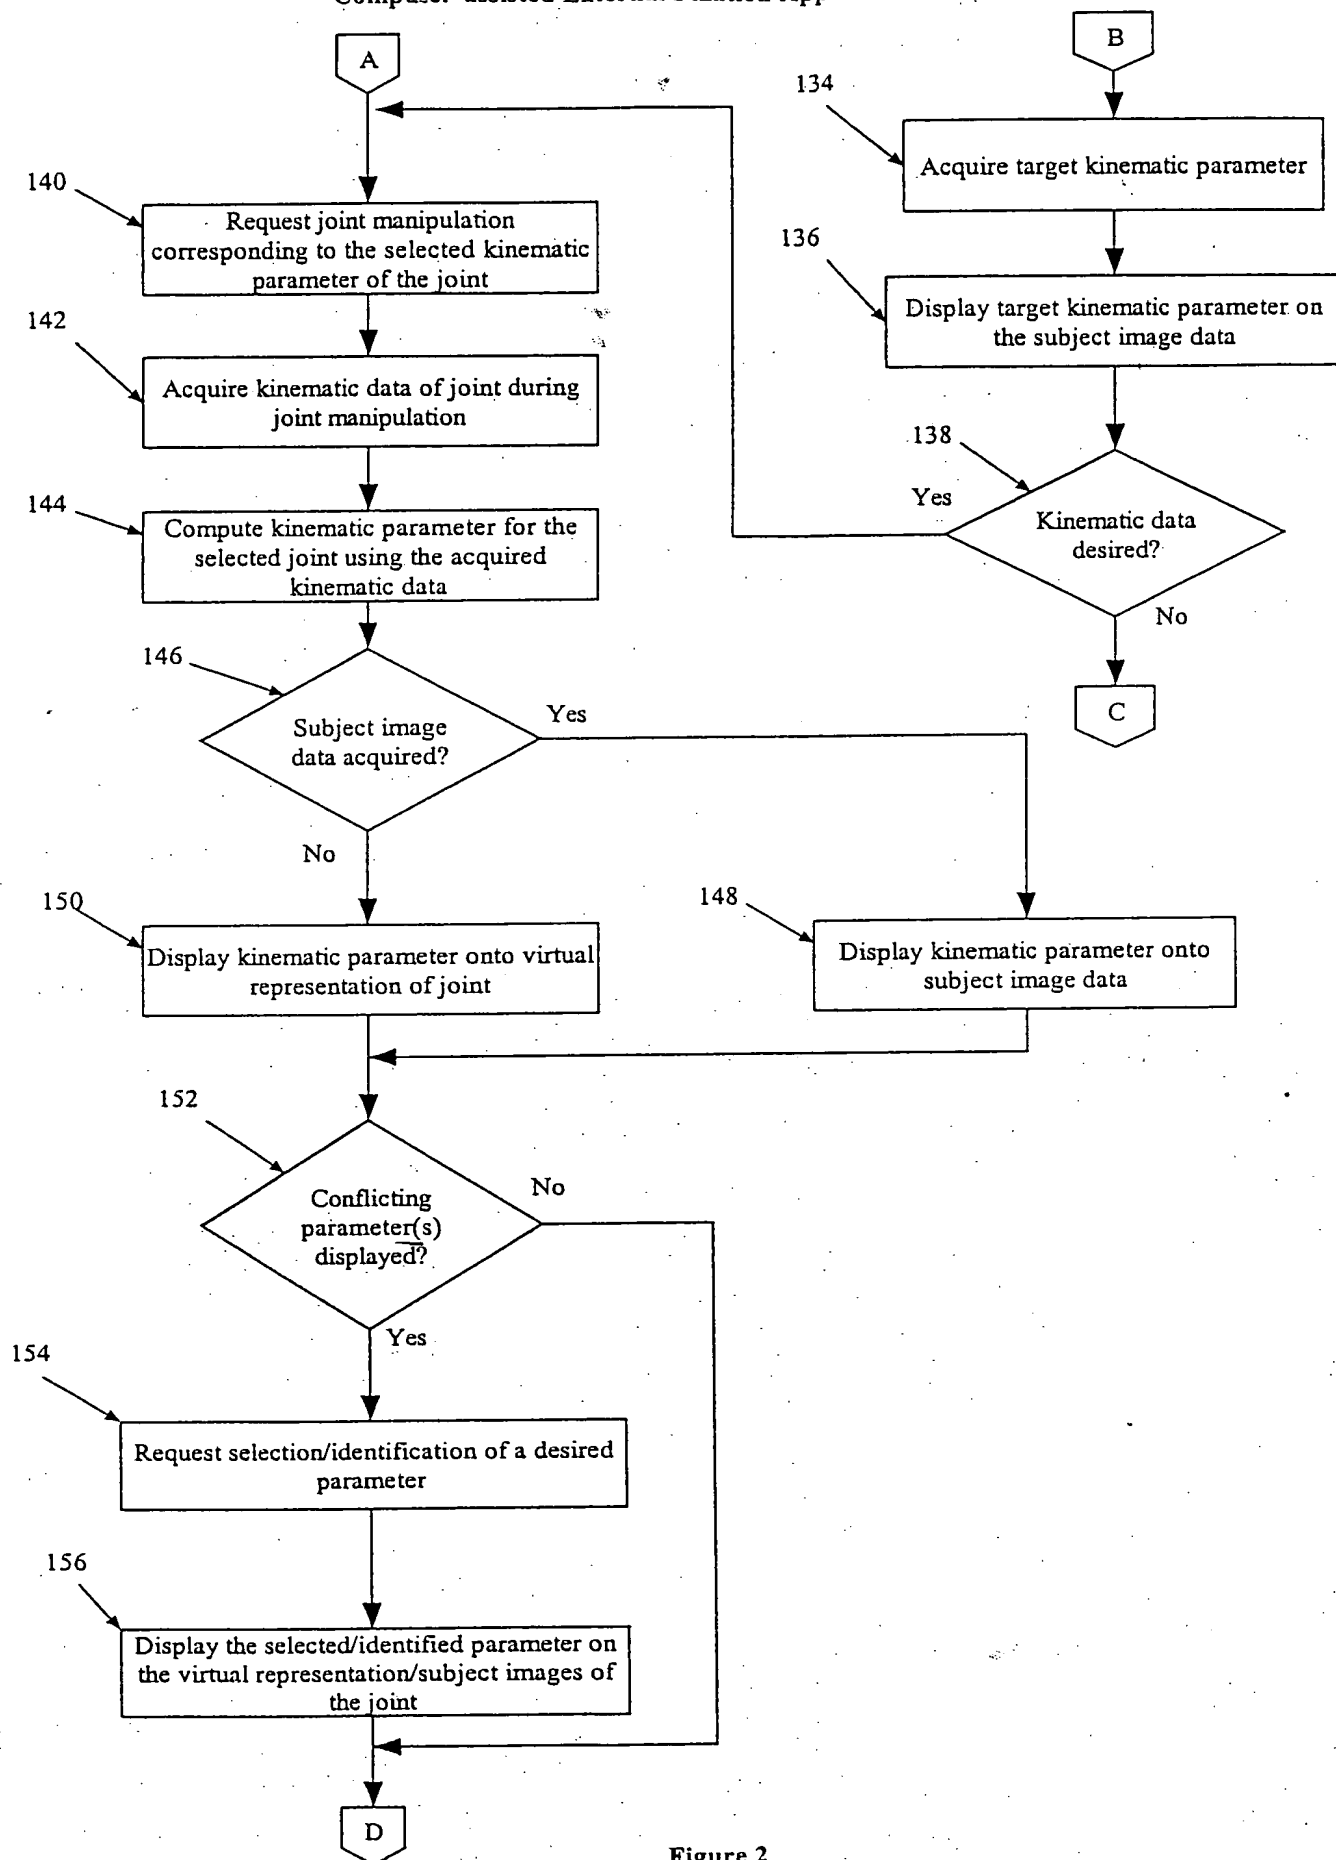 A
B
134
Acquire target kinematic parameter
140
Request joint manipulation
corresponding to the selected kinematic
parameter of the joint
136
Display target kinematic parameter on
the subject image data
142
Acquire kinematic data of joint during
joint manipulation
138
Yes
Kinematic data
desired?
No
C
144
Compute kinematic parameter for the
selected joint using the acquired
kinematic data
146
Subject image
data acquired?
Yes
No
150
Display kinematic parameter onto virtual
representation of joint
148
Display kinematic parameter onto
subject image data
152
Conflicting
parameter(s)
displayed?
No
Yes
154
Request selection/identification of a desired
parameter
156
Display the selected/identified parameter on
the virtual representation/subject images of
the joint
D
Figure 2